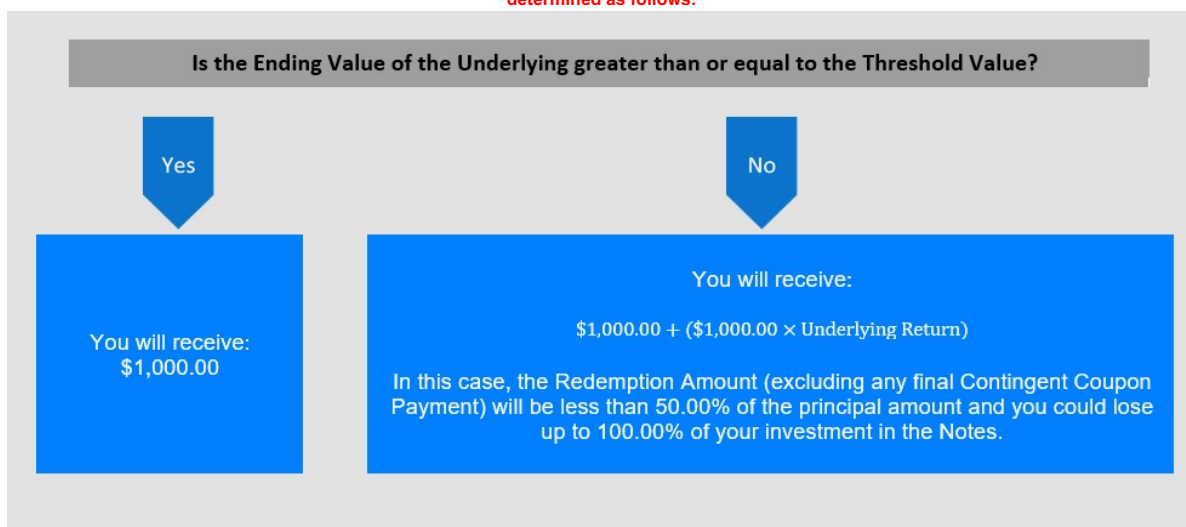 determined as follows:
Is the Ending Value of the Underlying greater than or equal to the Threshold Value?
Yes
No
You will receive:
$1,000.00
You will receive:
$1,000.00 + ($1,000.00 × Underlying Return)
In this case, the Redemption Amount (excluding any final Contingent Coupon
Payment) will be less than 50.00% of the principal amount and you could lose
up to 100.00% of your investment in the Notes.